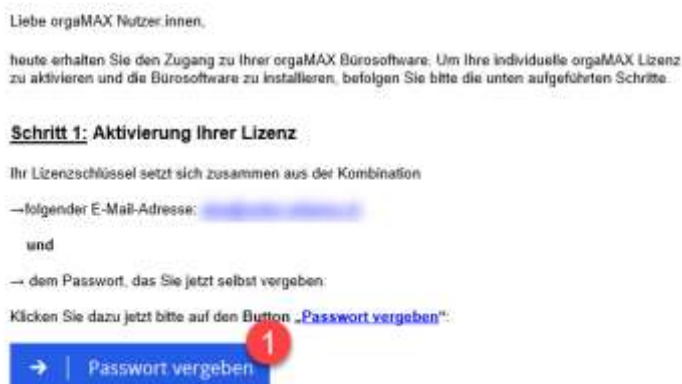 Liebe orgaMAX Nutzer:innen,
heute erhalten Sie den Zugang zu Ihrer orgaMAX Bürosoftware. Um Ihre individuelle orgaMAX Lizenz
zu aktivieren und die Bürosoftware zu installieren, befolgen Sie bitte die unten aufgeführten Schritte.
Schritt 1: Aktivierung Ihrer Lizenz
Ihr Lizenzschlüssel setzt sich zusammen aus der Kombination
→folgender E-Mail-Adresse:
und
→ dem Passwort, das Sie jetzt selbst vergeben.
Klicken Sie dazu jetzt bitte auf den Button „Passwort vergeben“:
1
→ | Passwort vergeben